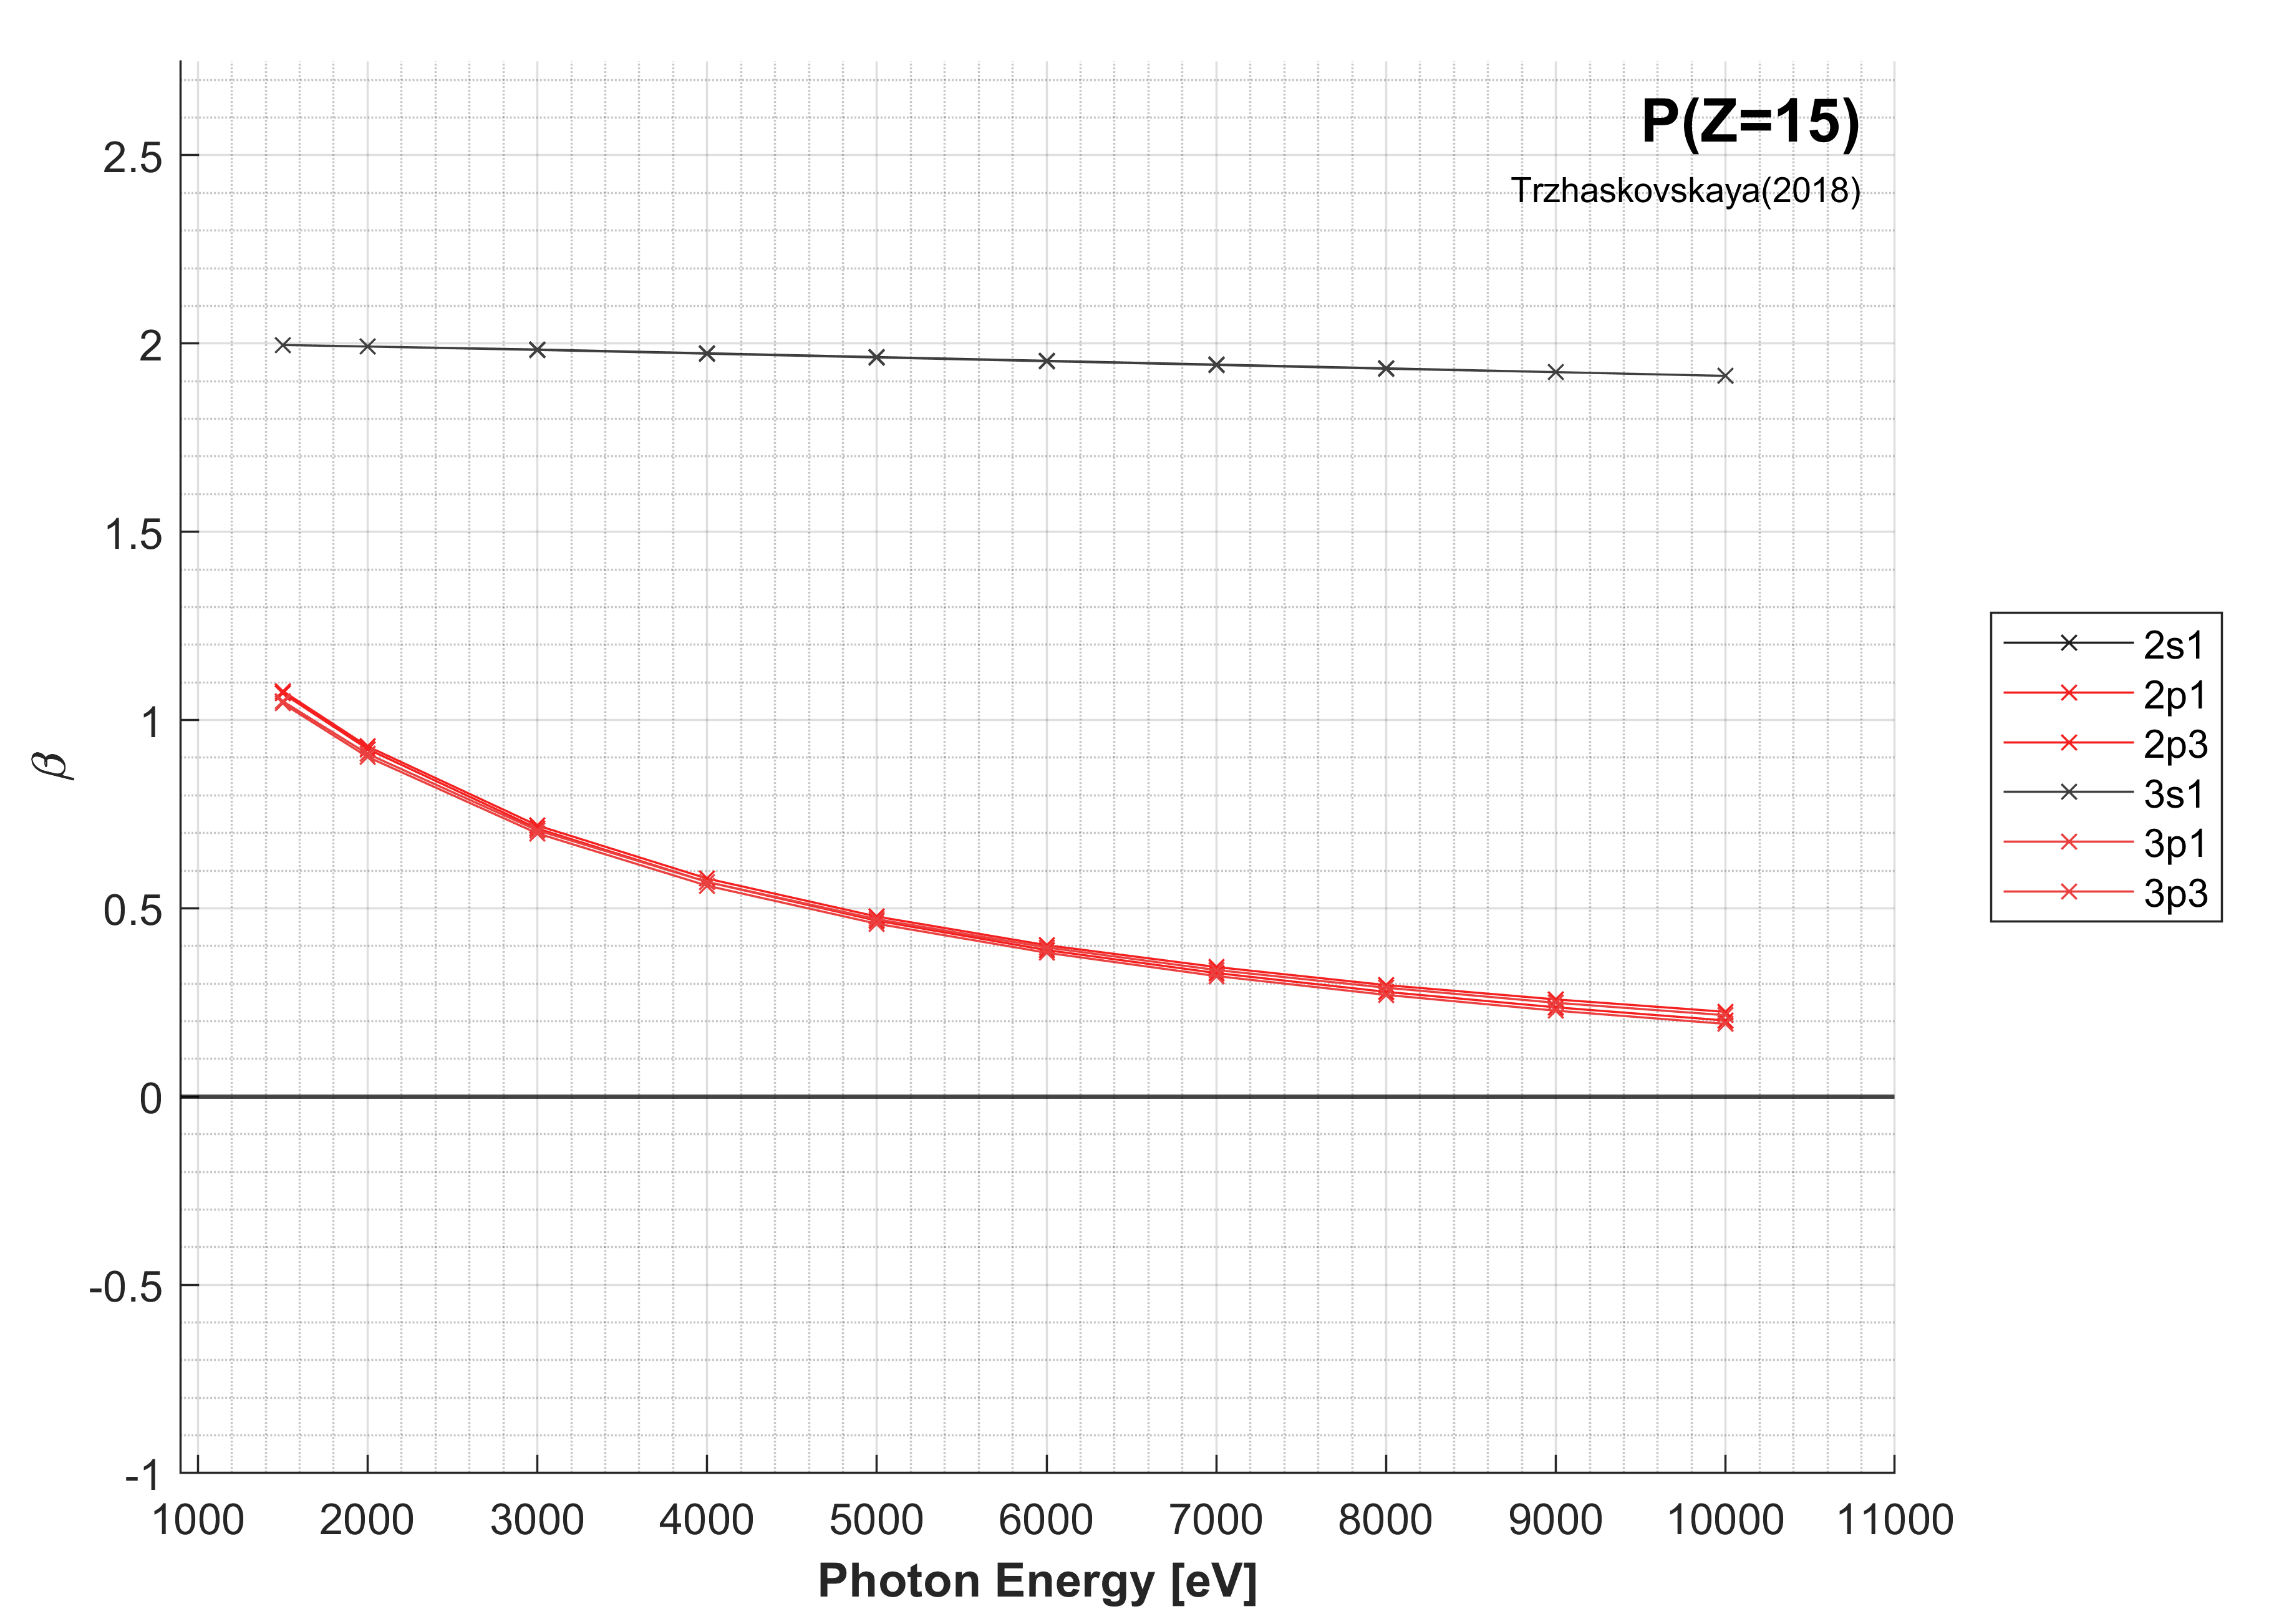 P(Z=15)
Trzhaskovskaya(2018)
2.5
2
1.5
1
0.5
0
-0.5
-1
β
1000 2000 3000 4000 5000 6000 7000 8000 9000 10000 11000
Photon Energy [eV]
2s1
2p1
2p3
3s1
3p1
3p3